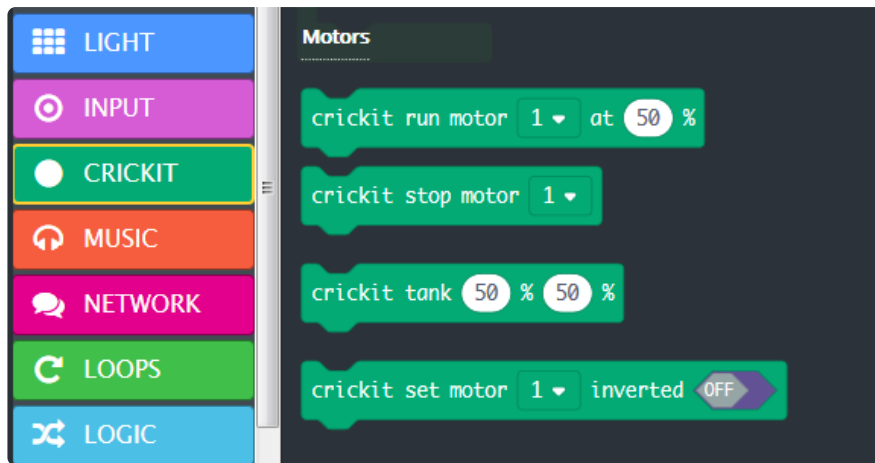 LIGHT
INPUT
CRICKIT
MUSIC
NETWORK
LOOPS
LOGIC
Motors
crickit run motor 1 at 50 %
crickit stop motor 1
crickit tank 50 % 50 %
crickit set motor 1 inverted OFF